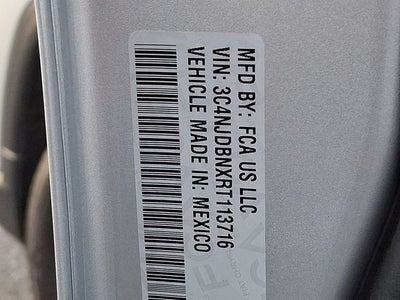 MFD BY: FCA US LLC
VIN: 3C4NJDBNXRT113716
VEHICLE MADE IN: MEXICO